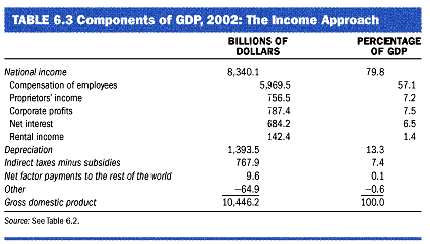 TABLE 6.3 Components of GDP, 2002: The Income Approach
BILLIONS OF DOLLARS PERCENTAGE OF GDP
National income 8,340.1 79.8
Compensation of employees 5,969.5 57.1
Proprietors' income 756.5 7.2
Corporate profits 787.4 7.5
Net interest 684.2 6.5
Rental income 142.4 1.4
Depreciation 1,393.5 13.3
Indirect taxes minus subsidies 767.9 7.4
Net factor payments to the rest of the world 9.6 0.1
Other –64.9 –0.6
Gross domestic product 10,446.2 100.0
Source: See Table 6.2.